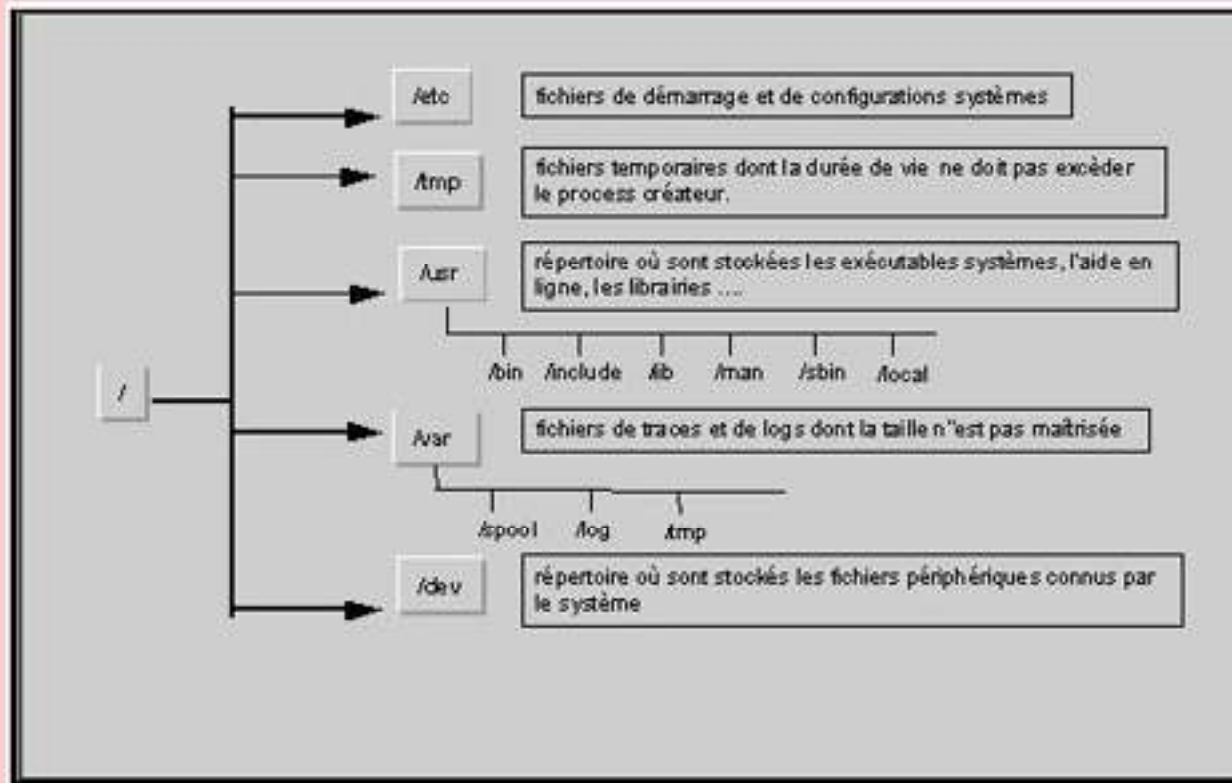 /etc
fichiers de démarrage et de configurations systèmes
/tmp
fichiers temporaires dont la durée de vie ne doit pas excèder
le process créateur.
/usr
répertoire où sont stockées les exécutables systèmes, l'aide en
ligne, les librairies ....
/bin /include /lib /man /sbin /local
/
/var
fichiers de traces et de logs dont la taille n''est pas maîtrisée
/spool /log /tmp
/dev
répertoire où sont stockés les fichiers périphériques connus par
le système